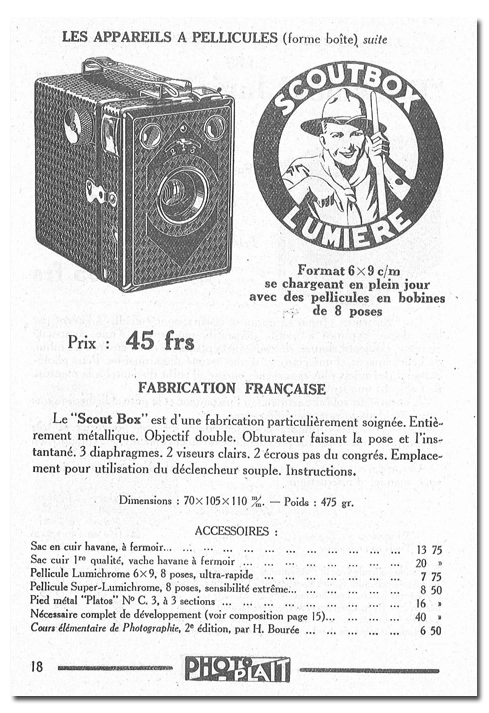 LES APPAREILS A PELLICULES (forme boîte) suite
SCOUTBOX
LUMIERE
Format 6×9 c/m
se chargeant en plein jour
avec des pellicules en bobines
de 8 poses
Prix : 45 frs
FABRICATION FRANÇAISE
Le "Scout Box" est d'une fabrication particulièrement soignée. Entiè-
rement métallique. Objectif double. Obturateur faisant la pose et l'ins-
tantané. 3 diaphragmes. 2 viseurs clairs. 2 écrous pas du congrés. Emplace-
ment pour utilisation du déclencheur souple. Instructions.
Dimensions : 70×105×110 m/m. — Poids : 475 gr.
ACCESSOIRES :
Sac en cuir havane, à fermoir... ... ... ... ... ... ... ... ... ... ... 13 75
Sac cuir 1re qualité, vache havane à fermoir ... ... ... ... ... ... ... 20 »
Pellicule Lumichrome 6×9, 8 poses, ultra-rapide ... ... ... ... ... ... 7 75
Pellicule Super-Lumichrome, 8 poses, sensibilité extrême... ... ... ... ... 8 50
Pied métal "Platos" No C. 3, à 3 sections ... ... ... ... ... ... ... ... 16 »
Nécessaire complet de développement (voir composition page 15)... ... ... ... 40 »
Cours élémentaire de Photographie, 2e édition, par H. Bourée ... ... ... ... 6 50
18
PHOTO PLAIT